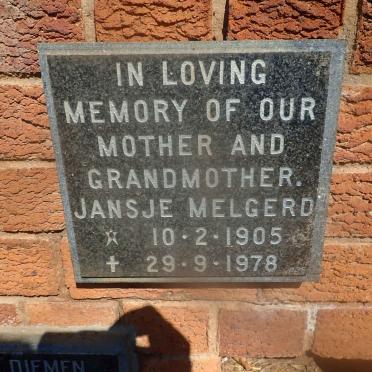 IN LOVING
MEMORY OF OUR
MOTHER AND
GRANDMOTHER.
JANSJE MELGERD
☆ 10·2·1905
✝ 29·9·1978
DIEMEN